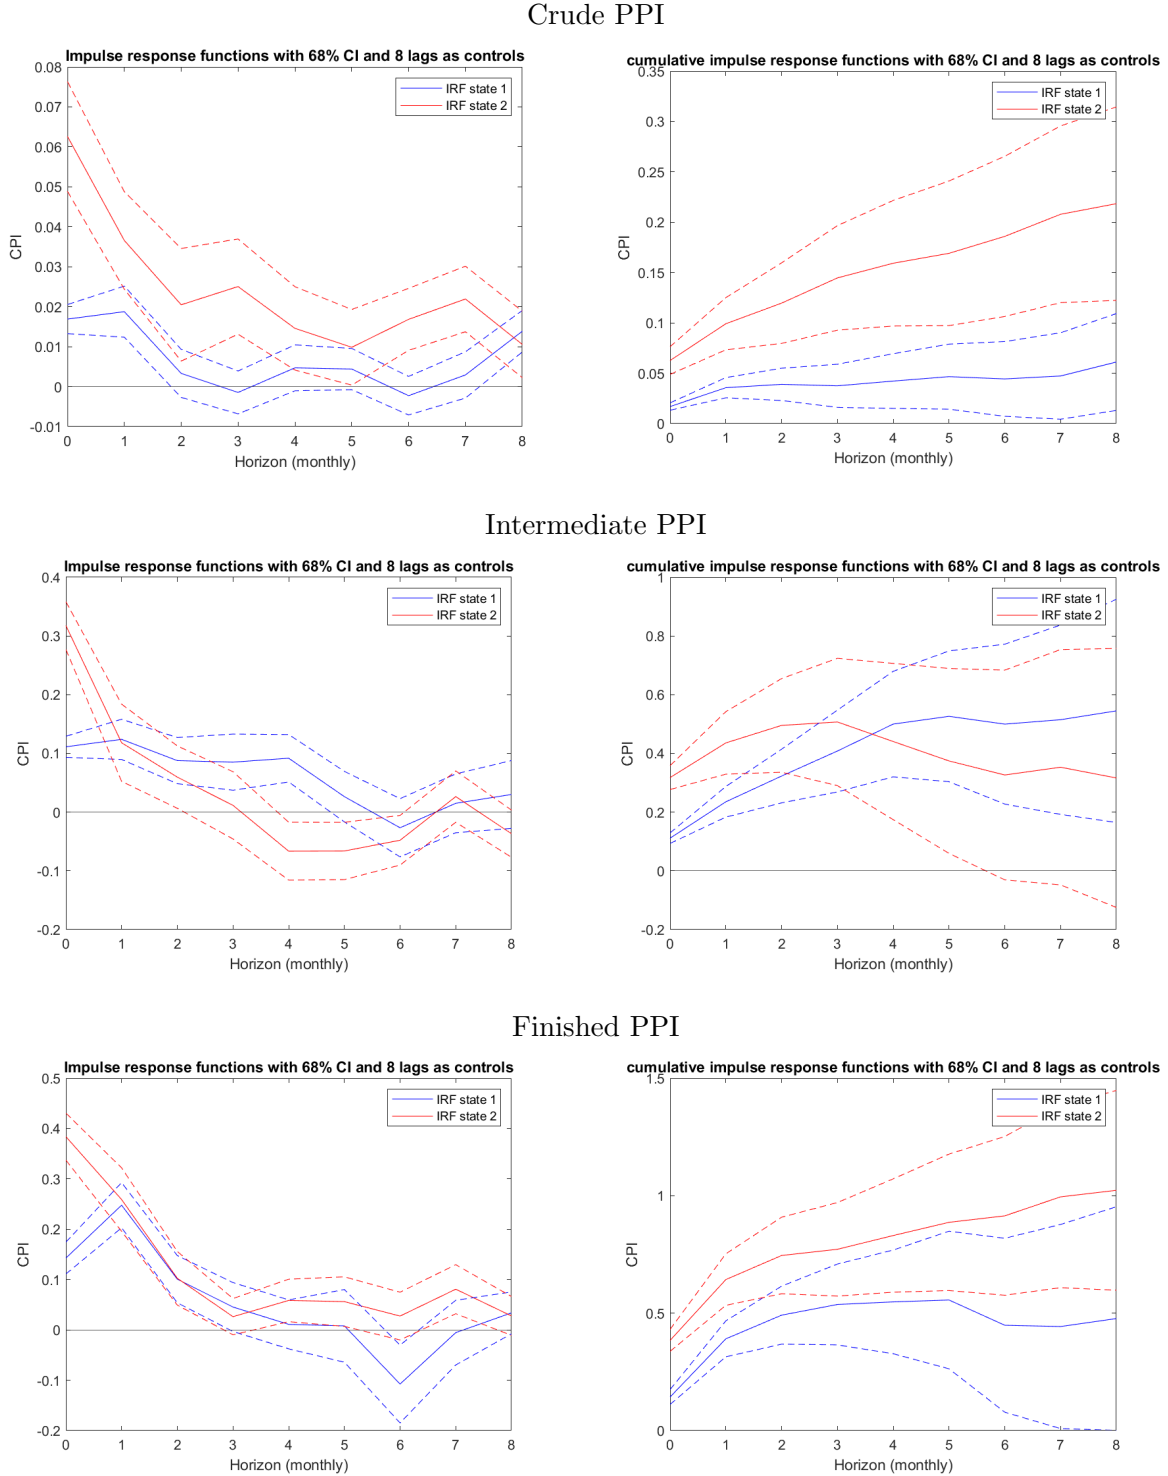 Crude PPI
Impulse response functions with 68% CI and 8 lags as controls
0.08
0.07
0.06
0.05
0.04
0.03
0.02
0.01
0
-0.01
CPI
IRF state 1
IRF state 2
0 1 2 3 4 5 6 7 8
Horizon (monthly)
cumulative impulse response functions with 68% CI and 8 lags as controls
0.35
0.3
0.25
0.2
0.15
0.1
0.05
0
CPI
IRF state 1
IRF state 2
0 1 2 3 4 5 6 7 8
Horizon (monthly)
Intermediate PPI
Impulse response functions with 68% CI and 8 lags as controls
0.4
0.3
0.2
0.1
0
-0.1
-0.2
CPI
IRF state 1
IRF state 2
0 1 2 3 4 5 6 7 8
Horizon (monthly)
cumulative impulse response functions with 68% CI and 8 lags as controls
1
0.8
0.6
0.4
0.2
0
-0.2
CPI
IRF state 1
IRF state 2
0 1 2 3 4 5 6 7 8
Horizon (monthly)
Finished PPI
Impulse response functions with 68% CI and 8 lags as controls
0.5
0.4
0.3
0.2
0.1
0
-0.1
-0.2
CPI
IRF state 1
IRF state 2
0 1 2 3 4 5 6 7 8
Horizon (monthly)
cumulative impulse response functions with 68% CI and 8 lags as controls
1.5
1
0.5
0
CPI
IRF state 1
IRF state 2
0 1 2 3 4 5 6 7 8
Horizon (monthly)